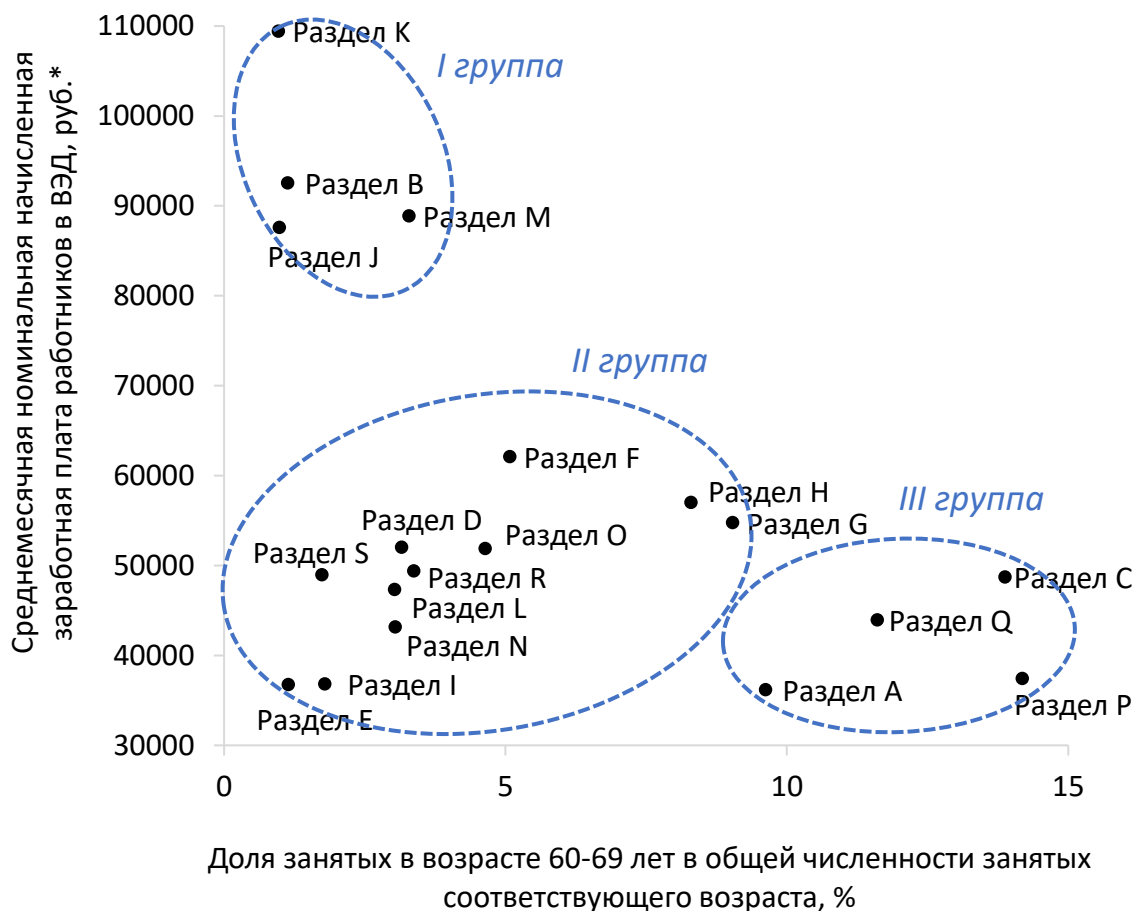 Среднемесячная номинальная начисленная
заработная плата работников в ВЭД, руб.*
110000
100000
90000
80000
70000
60000
50000
40000
30000
Раздел K
I группа
Раздел B
Раздел M
Раздел J
II группа
Раздел F
Раздел H
III группа
Раздел D
Раздел O
Раздел G
Раздел S
Раздел R
Раздел C
Раздел L
Раздел Q
Раздел N
Раздел I
Раздел A
Раздел E
Раздел P
0
5
10
15
Доля занятых в возрасте 60-69 лет в общей численности занятых
соответствующего возраста, %